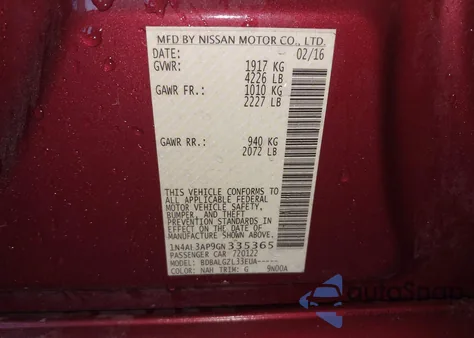 MFD BY NISSAN MOTOR CO., LTD.
DATE: 02/16
GVWR: 1917 KG
4226 LB
GAWR FR.: 1010 KG
2227 LB
GAWR RR.: 940 KG
2072 LB
THIS VEHICLE CONFORMS TO
ALL APPLICABLE FEDERAL
MOTOR VEHICLE SAFETY,
BUMPER, AND THEFT
PREVENTION STANDARDS IN
EFFECT ON THE DATE OF
MANUFACTURE SHOWN ABOVE.
1N4AL3AP9GN335365
PASSENGER CAR 720122
MODEL: BDBALGZL33EUA-----
COLOR: NAH TRIM: G 9N00A
autoSnap